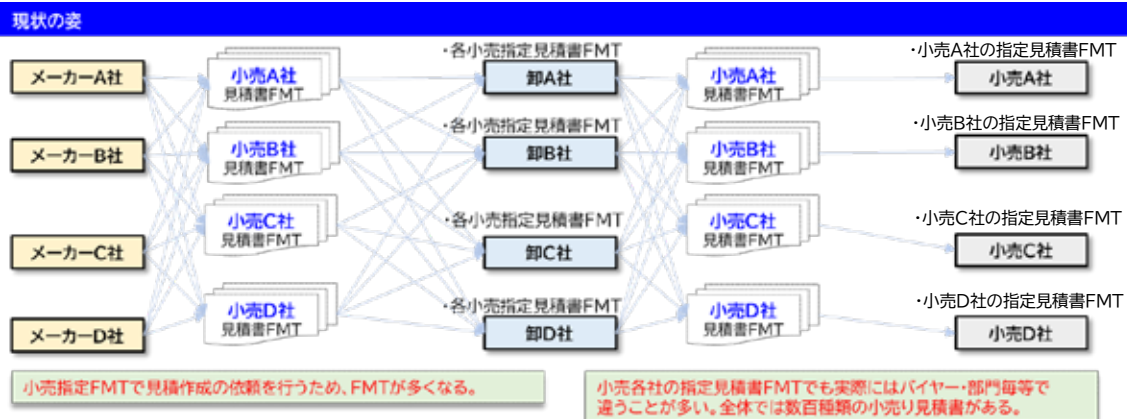 現状の姿
・各小売指定見積書FMT
・小売A社の指定見積書FMT
メーカーA社
小売A社
見積書FMT
卸A社
小売A社
見積書FMT
小売A社
・各小売指定見積書FMT
・小売B社の指定見積書FMT
メーカーB社
小売B社
見積書FMT
卸B社
小売B社
見積書FMT
小売B社
・各小売指定見積書FMT
・小売C社の指定見積書FMT
メーカーC社
小売C社
見積書FMT
卸C社
小売C社
見積書FMT
小売C社
・各小売指定見積書FMT
・小売D社の指定見積書FMT
メーカーD社
小売D社
見積書FMT
卸D社
小売D社
見積書FMT
小売D社
小売指定FMTで見積作成の依頼を行うため、FMTが多くなる。
小売各社の指定見積書FMTでも実際にはバイヤー・部門毎等で
違うことが多い。全体では数百種類の小売り見積書がある。